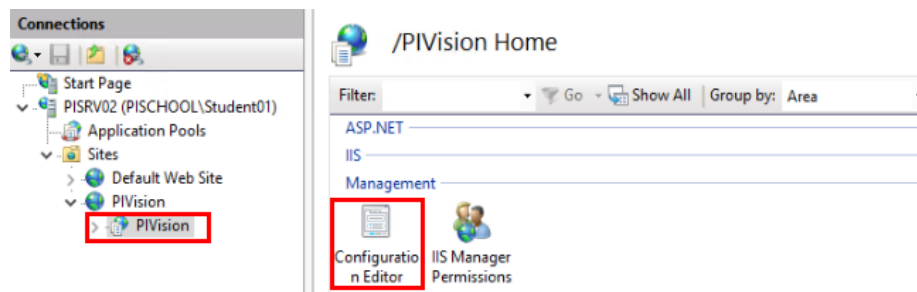 Connections
Start Page
PISRV02 (PISCHOOL\Student01)
Application Pools
Sites
Default Web Site
PIVision
PIVision
/PIVision Home
Filter: Go Show All Group by: Area
ASP.NET
IIS
Management
Configuratio
n Editor
IIS Manager
Permissions